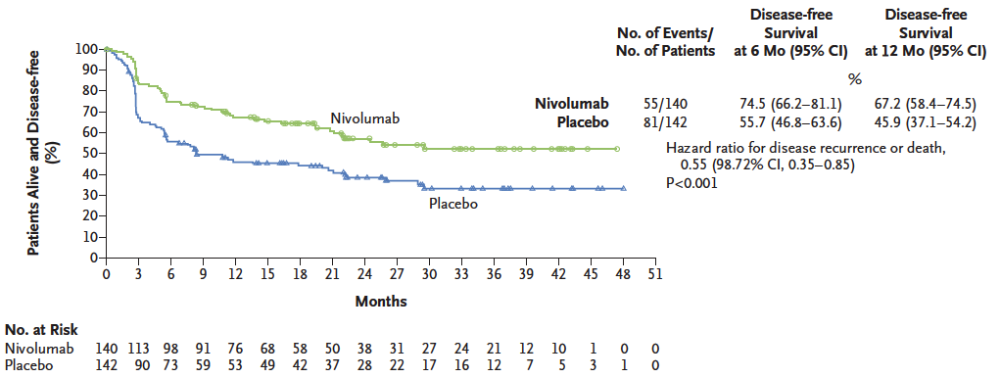 Disease-free Survival at 6 Mo (95% CI)
Disease-free Survival at 12 Mo (95% CI)
No. of Events/ No. of Patients
%
Nivolumab 55/140 74.5 (66.2–81.1) 67.2 (58.4–74.5)
Placebo 81/142 55.7 (46.8–63.6) 45.9 (37.1–54.2)
Hazard ratio for disease recurrence or death,
0.55 (98.72% CI, 0.35–0.85)
P<0.001
Patients Alive and Disease-free
(%)
100
90
80
70
60
50
40
30
20
10
0
Nivolumab
Placebo
0 3 6 9 12 15 18 21 24 27 30 33 36 39 42 45 48 51
Months
No. at Risk
Nivolumab 140 113 98 91 76 68 58 50 38 31 27 24 21 12 10 1 0 0
Placebo 142 90 73 59 53 49 42 37 28 22 17 16 12 7 5 3 1 0